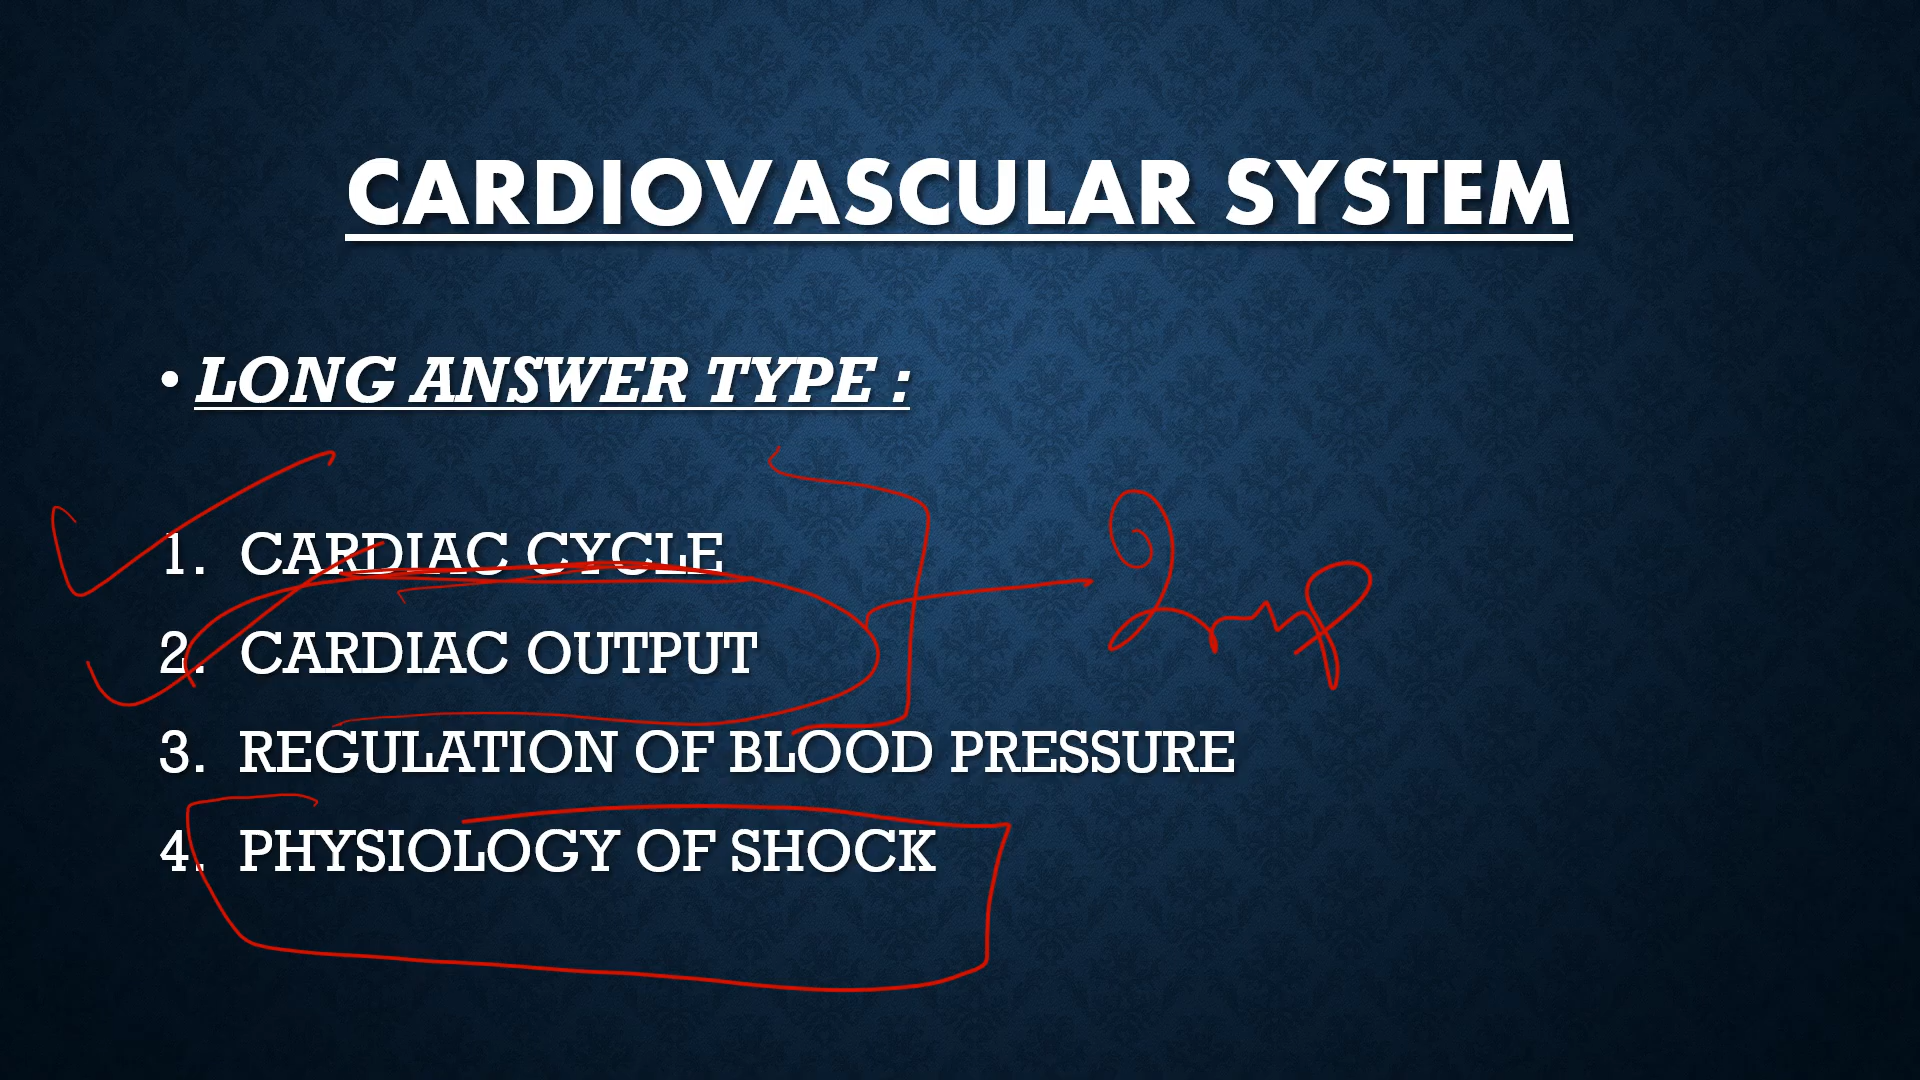 CARDIOVASCULAR SYSTEM
• LONG ANSWER TYPE :
1. CARDIAC CYCLE
2. CARDIAC OUTPUT
Imp
3. REGULATION OF BLOOD PRESSURE
4. PHYSIOLOGY OF SHOCK